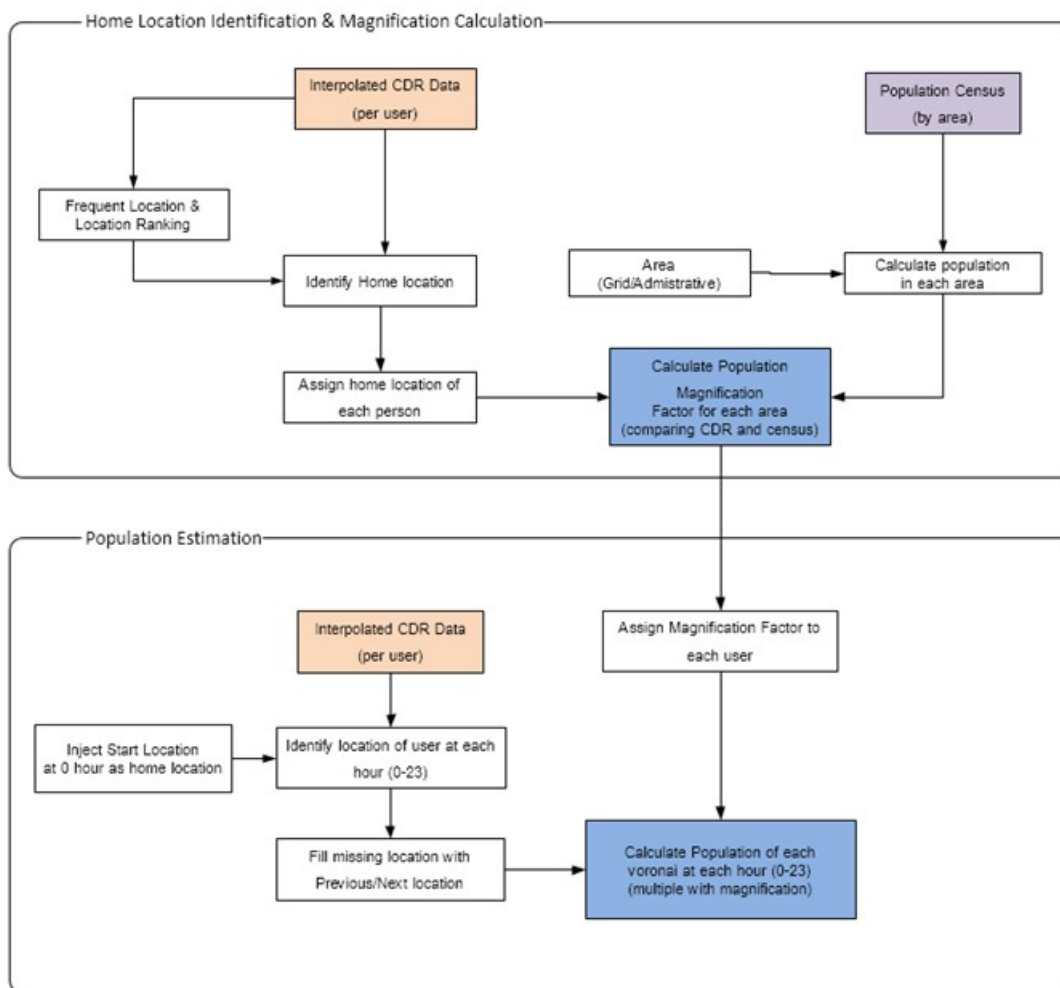 Home Location Identification & Magnification Calculation
Interpolated CDR Data
(per user)
Population Census
(by area)
Frequent Location &
Location Ranking
Identify Home location
Area
(Grid/Admistrative)
Calculate population
in each area
Assign home location of
each person
Calculate Population
Magnification
Factor for each area
(comparing CDR and census)
Population Estimation
Interpolated CDR Data
(per user)
Assign Magnification Factor to
each user
Inject Start Location
at 0 hour as home location
Identify location of user at each
hour (0-23)
Fill missing location with
Previous/Next location
Calculate Population of each
voronai at each hour (0-23)
(multiple with magnification)